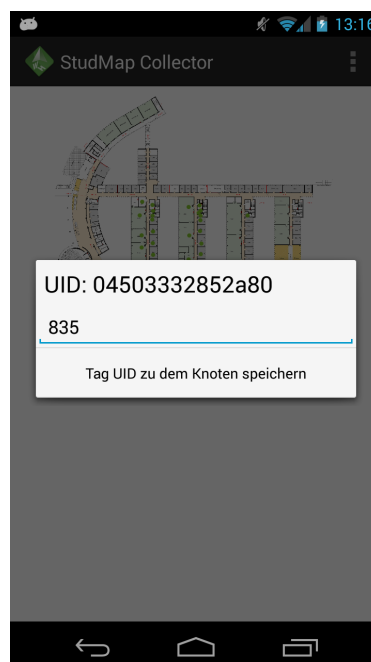 13:16
StudMap Collector
UID: 04503332852a80
835
Tag UID zu dem Knoten speichern